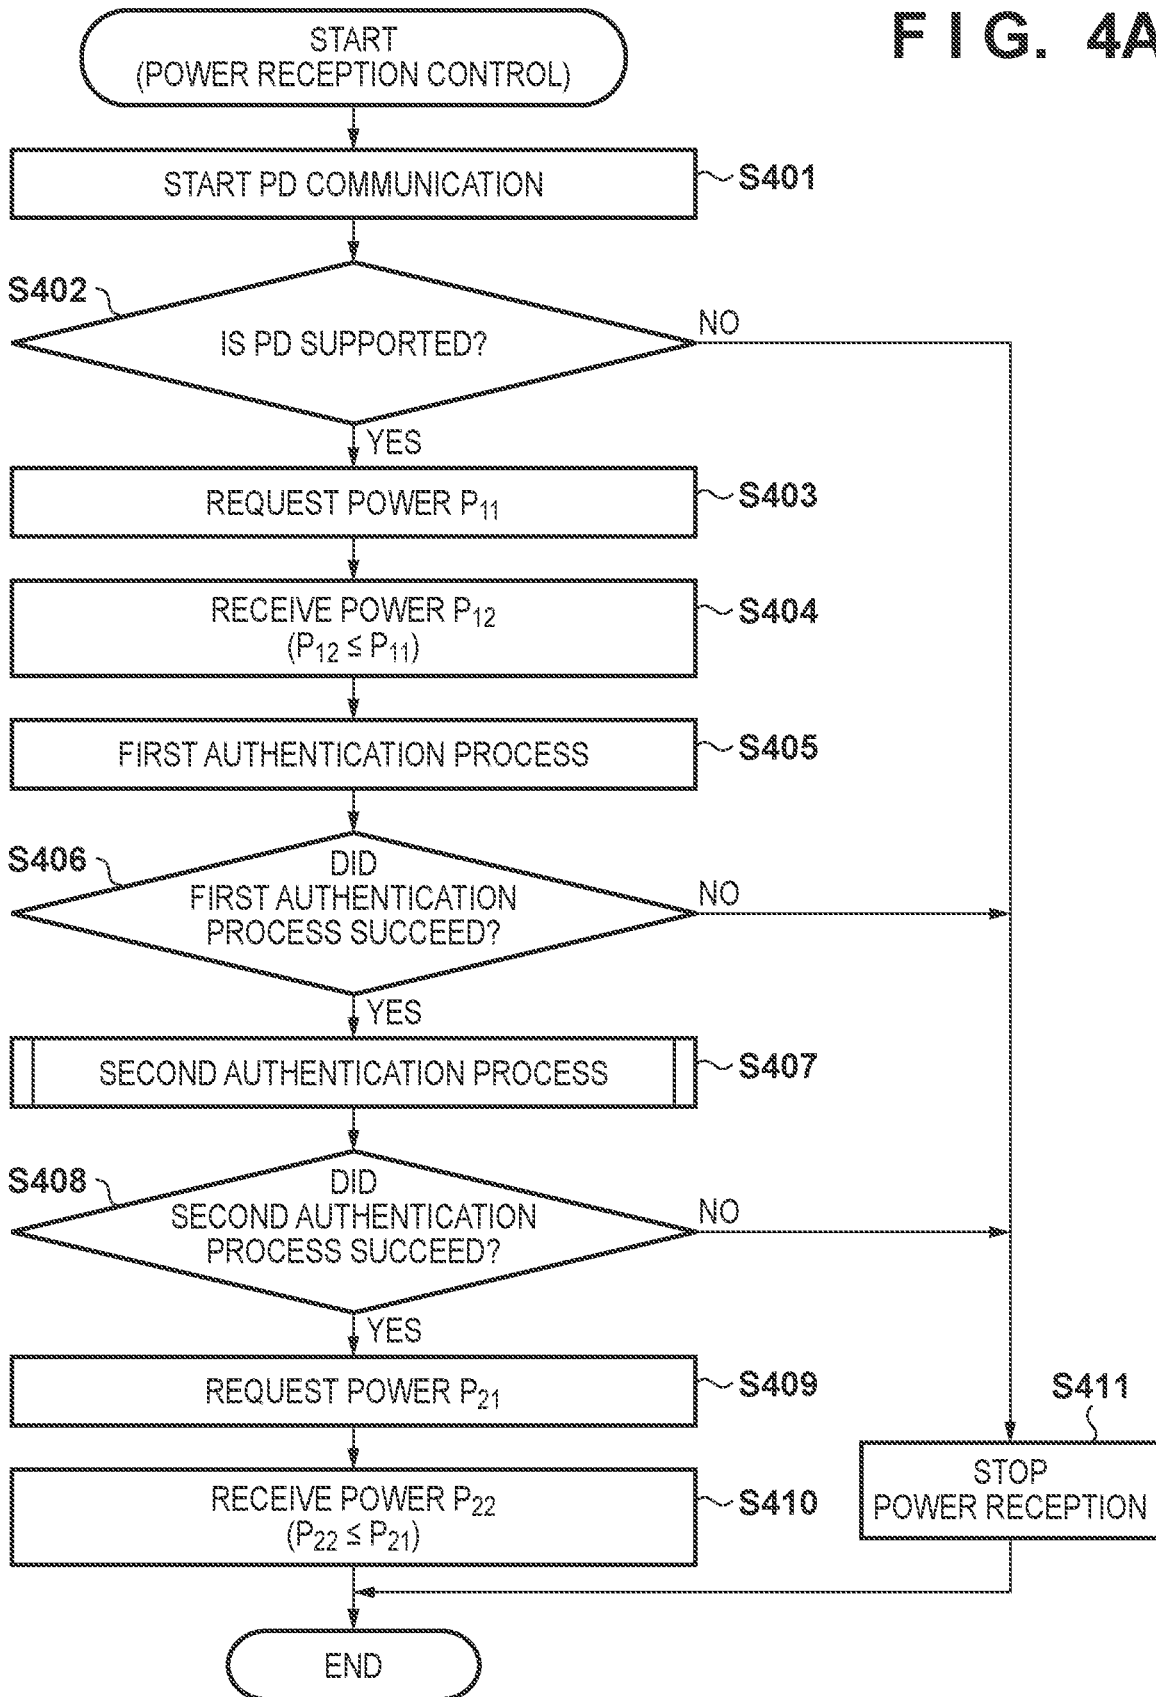 FIG. 4A
START
(POWER RECEPTION CONTROL)
START PD COMMUNICATION
S401
S402
IS PD SUPPORTED?
NO
YES
REQUEST POWER P11
S403
RECEIVE POWER P12
(P12 ≤ P11)
S404
FIRST AUTHENTICATION PROCESS
S405
S406
DID
FIRST AUTHENTICATION
PROCESS SUCCEED?
NO
YES
SECOND AUTHENTICATION PROCESS
S407
S408
DID
SECOND AUTHENTICATION
PROCESS SUCCEED?
NO
YES
REQUEST POWER P21
S409
RECEIVE POWER P22
(P22 ≤ P21)
S410
S411
STOP
POWER RECEPTION
END